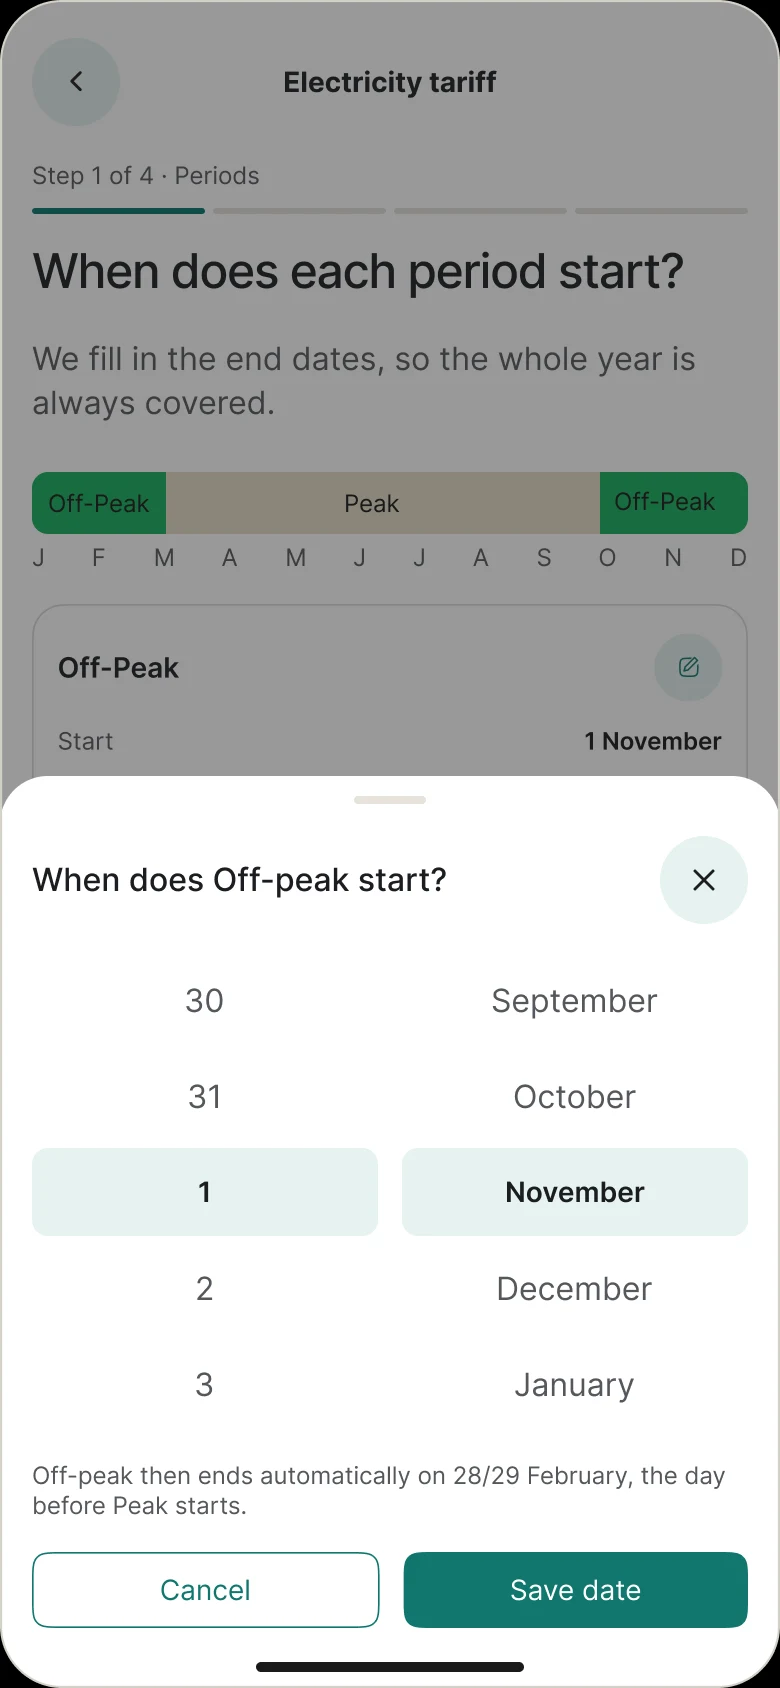 Electricity tariff
Step 1 of 4 · Periods
When does each period start?
We fill in the end dates, so the whole year is
always covered.
Off-Peak Peak Off-Peak
J F M A M J J A S O N D
Off-Peak
Start 1 November
When does Off-peak start?
30 September
31 October
1 November
2 December
3 January
Off-peak then ends automatically on 28/29 February, the day
before Peak starts.
Cancel Save date